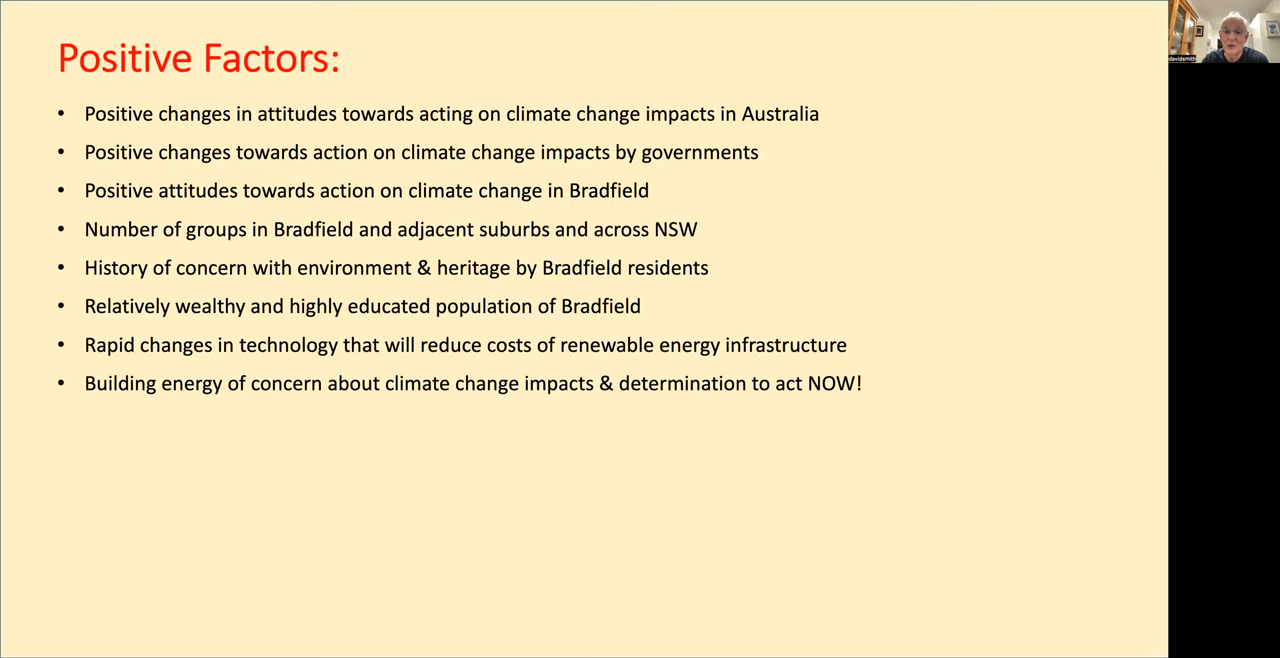 Positive Factors:
• Positive changes in attitudes towards acting on climate change impacts in Australia
• Positive changes towards action on climate change impacts by governments
• Positive attitudes towards action on climate change in Bradfield
• Number of groups in Bradfield and adjacent suburbs and across NSW
• History of concern with environment & heritage by Bradfield residents
• Relatively wealthy and highly educated population of Bradfield
• Rapid changes in technology that will reduce costs of renewable energy infrastructure
• Building energy of concern about climate change impacts & determination to act NOW!
davidsmith